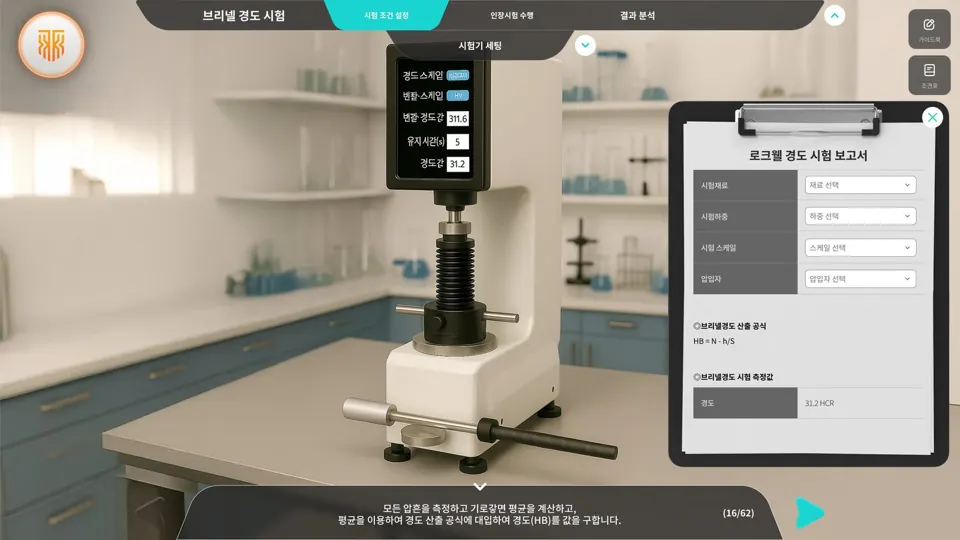 브리넬 경도 시험
시험 조건 설정
인장시험 수행
결과 분석
시험기 세팅
가이드뷰
조건표
경도 스케일
변환·스케일
HV
변환·경도값
311.6
유지시간(s)
5
경도값
31.2
로크웰 경도 시험 보고서
시험재료
재료 선택
시험하중
하중 선택
시험 스케일
스케일 선택
압입자
압입자 선택
◎브리넬경도 산출 공식
HB = N - h/S
◎브리넬경도 시험 측정값
경도
31.2 HCR
모든 압흔을 측정하고 기로갛면 평균을 계산하고,
평균을 이용하여 경도 산출 공식에 대입하여 경도(HB)를 값을 구합니다.
(16/62)